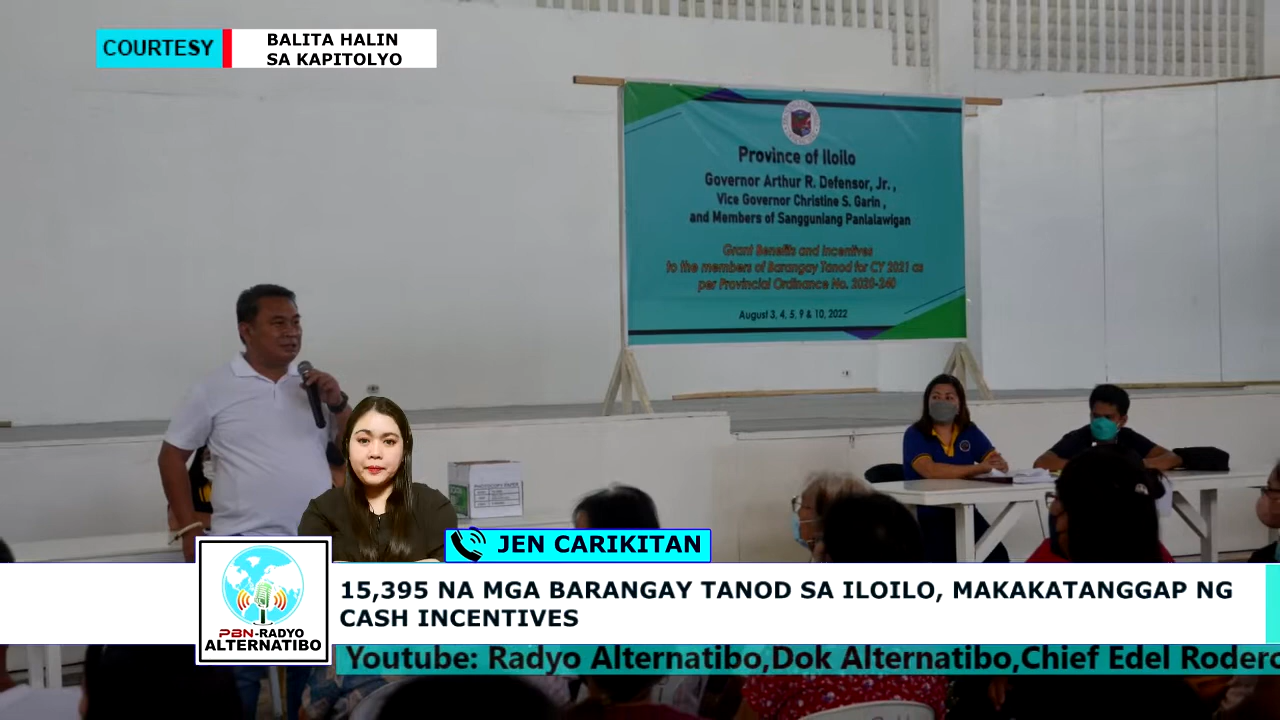 COURTESY
BALITA HALIN
SA KAPITOLYO
Province of Iloilo
Governor Arthur R. Defensor, Jr. ,
Vice Governor Christine S. Garin ,
and Members of Sangguniang Panlalawigan
Grant Benefits and Incentives
to the members of Barangay Tanod for CY 2021 as
per Provincial Ordinance No. 2020-240
August 3, 4, 5, 9 & 10, 2022
JEN CARIKITAN
15,395 NA MGA BARANGAY TANOD SA ILOILO, MAKAKATANGGAP NG
CASH INCENTIVES
PBN-RADYO
ALTERNATIBO
Youtube: Radyo Alternatibo,Dok Alternatibo,Chief Edel Rodero